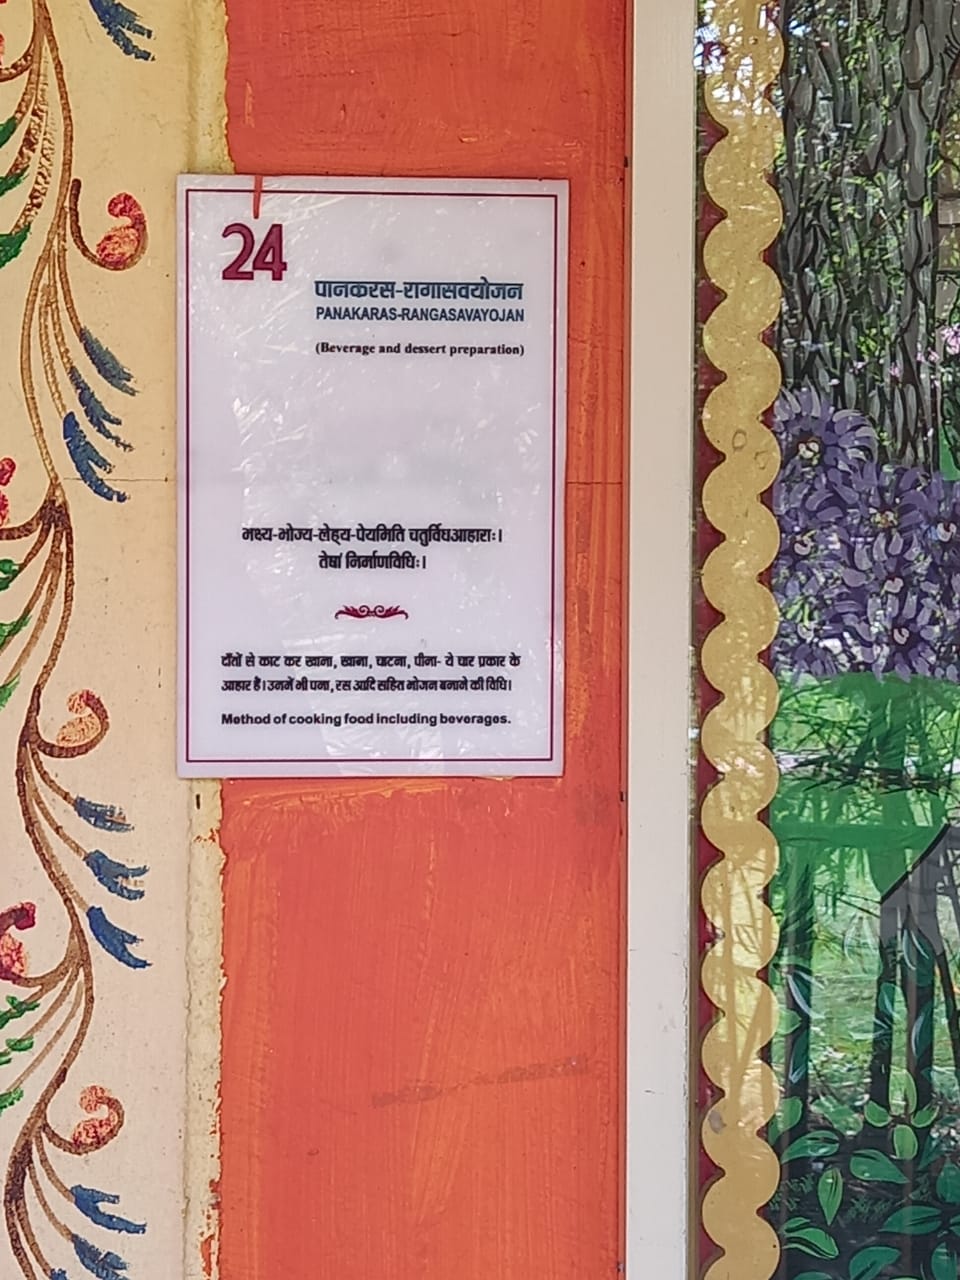 24
पानकरस-रागासवयोजन
PANAKARAS-RANGASAVAYOJAN
(Beverage and dessert preparation)
भक्ष्य-भोज्य-लेह्य-पेयमिति चतुर्विधआहाराः।
तेषां निर्माणविधिः।
दाँतों से काट कर खाना, खाना, चाटना, पीना- ये चार प्रकार के
आहार हैं। उनमें भी पना, रस आदि सहित भोजन बनाने की विधि।
Method of cooking food including beverages.